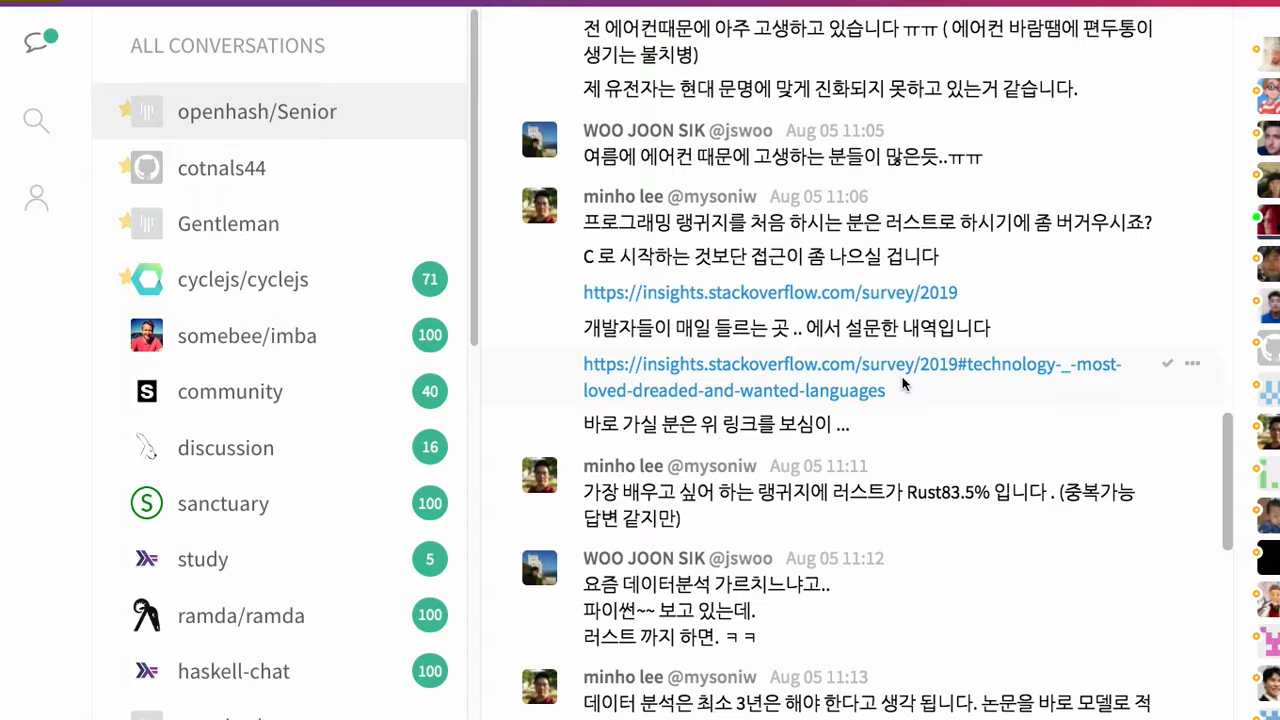 ALL CONVERSATIONS
openhash/Senior
cotnals44
Gentleman
cyclejs/cyclejs 71
somebee/imba 100
community 40
discussion 16
sanctuary 100
study 5
ramda/ramda 100
haskell-chat 100
전 에어컨때문에 아주 고생하고 있습니다 ㅠㅠ ( 에어컨 바람땜에 편두통이
생기는 불치병)
제 유전자는 현대 문명에 맞게 진화되지 못하고 있는거 같습니다.
WOO JOON SIK @jswoo Aug 05 11:05
여름에 에어컨 때문에 고생하는 분들이 많은듯..ㅠㅠ
minho lee @mysoniw Aug 05 11:06
프로그래밍 랭귀지를 처음 하시는 분은 러스트로 하시기에 좀 버거우시죠?
C 로 시작하는 것보단 접근이 좀 나으실 겁니다
https://insights.stackoverflow.com/survey/2019
개발자들이 매일 들르는 곳 .. 에서 설문한 내역입니다
https://insights.stackoverflow.com/survey/2019#technology-_-most-
loved-dreaded-and-wanted-languages
바로 가실 분은 위 링크를 보심이 ...
minho lee @mysoniw Aug 05 11:11
가장 배우고 싶어 하는 랭귀지에 러스트가 Rust83.5% 입니다 . (중복가능
답변 같지만)
WOO JOON SIK @jswoo Aug 05 11:12
요즘 데이터분석 가르치느냐고..
파이썬~~ 보고 있는데.
러스트 까지 하면. ㅋㅋ
minho lee @mysoniw Aug 05 11:13
데이터 분석은 최소 3년은 해야 한다고 생각 됩니다. 논문을 바로 모델로 적